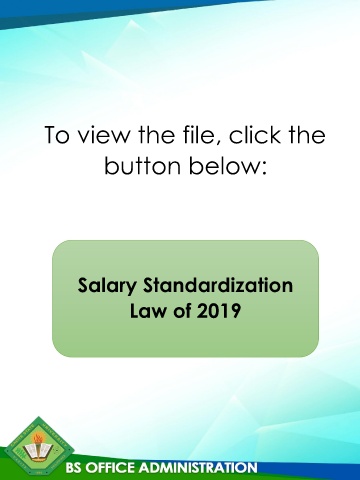 To view the file, click the
button below:
Salary Standardization
Law of 2019
BS OFFICE ADMINISTRATION